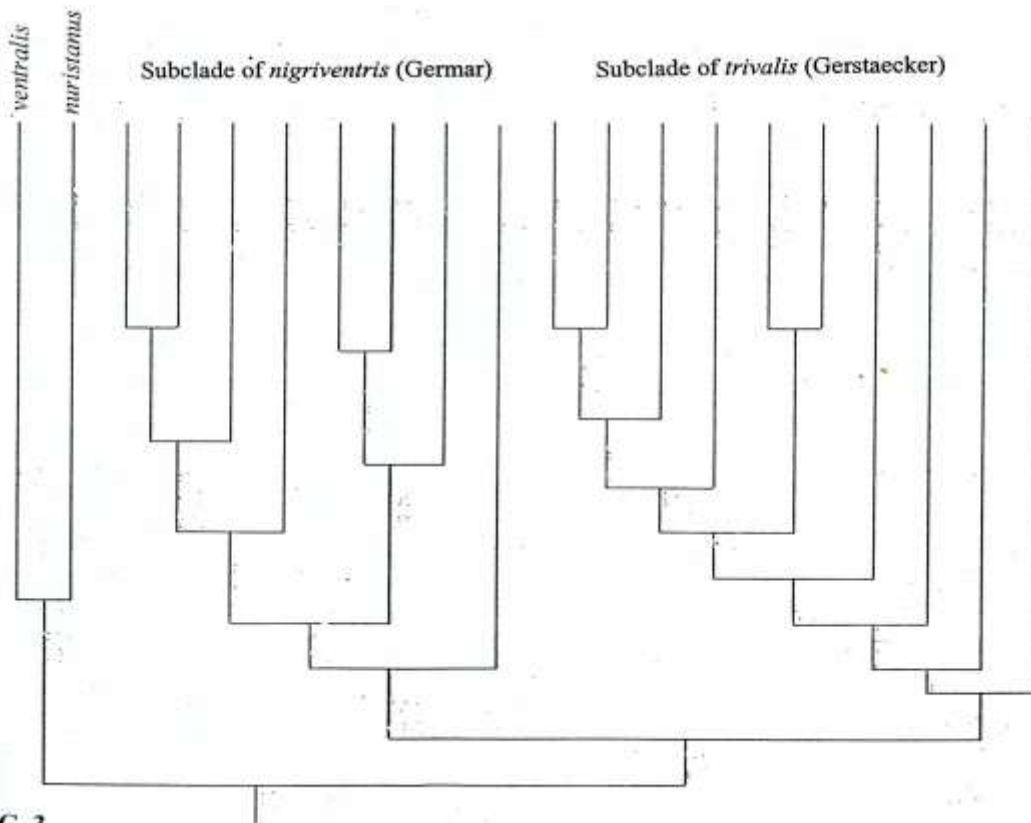 ventralis
nuristanus
Subclade of nigriventris (Germar)
Subclade of trivalis (Gerstaecker)